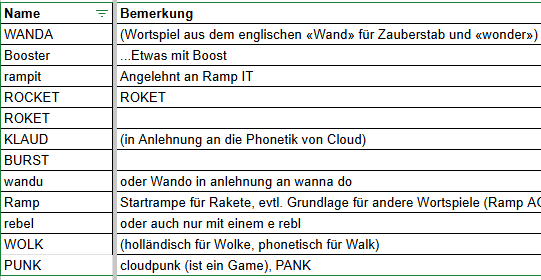 Name Bemerkung
WANDA (Wortspiel aus dem englischen «Wand» für Zauberstab und «wonder»)
Booster ...Etwas mit Boost
rampit Angelehnt an Ramp IT
ROCKET ROKET
ROKET
KLAUD (in Anlehnung an die Phonetik von Cloud)
BURST
wandu oder Wando in anlehnung an wanna do
Ramp Startrampe für Rakete, evtl. Grundlage für andere Wortspiele (Ramp AG
rebel oder auch nur mit einem e rebl
WOLK (holländisch für Wolke, phonetisch für Walk)
PUNK cloudpunk (ist ein Game), PANK